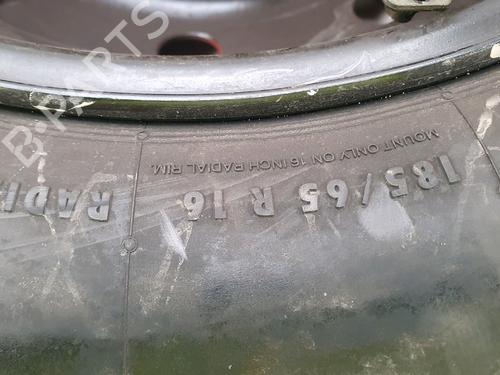 MOUNT ONLY ON 16 INCH RADIAL RIM.
185/65 R 16
B-PARTS